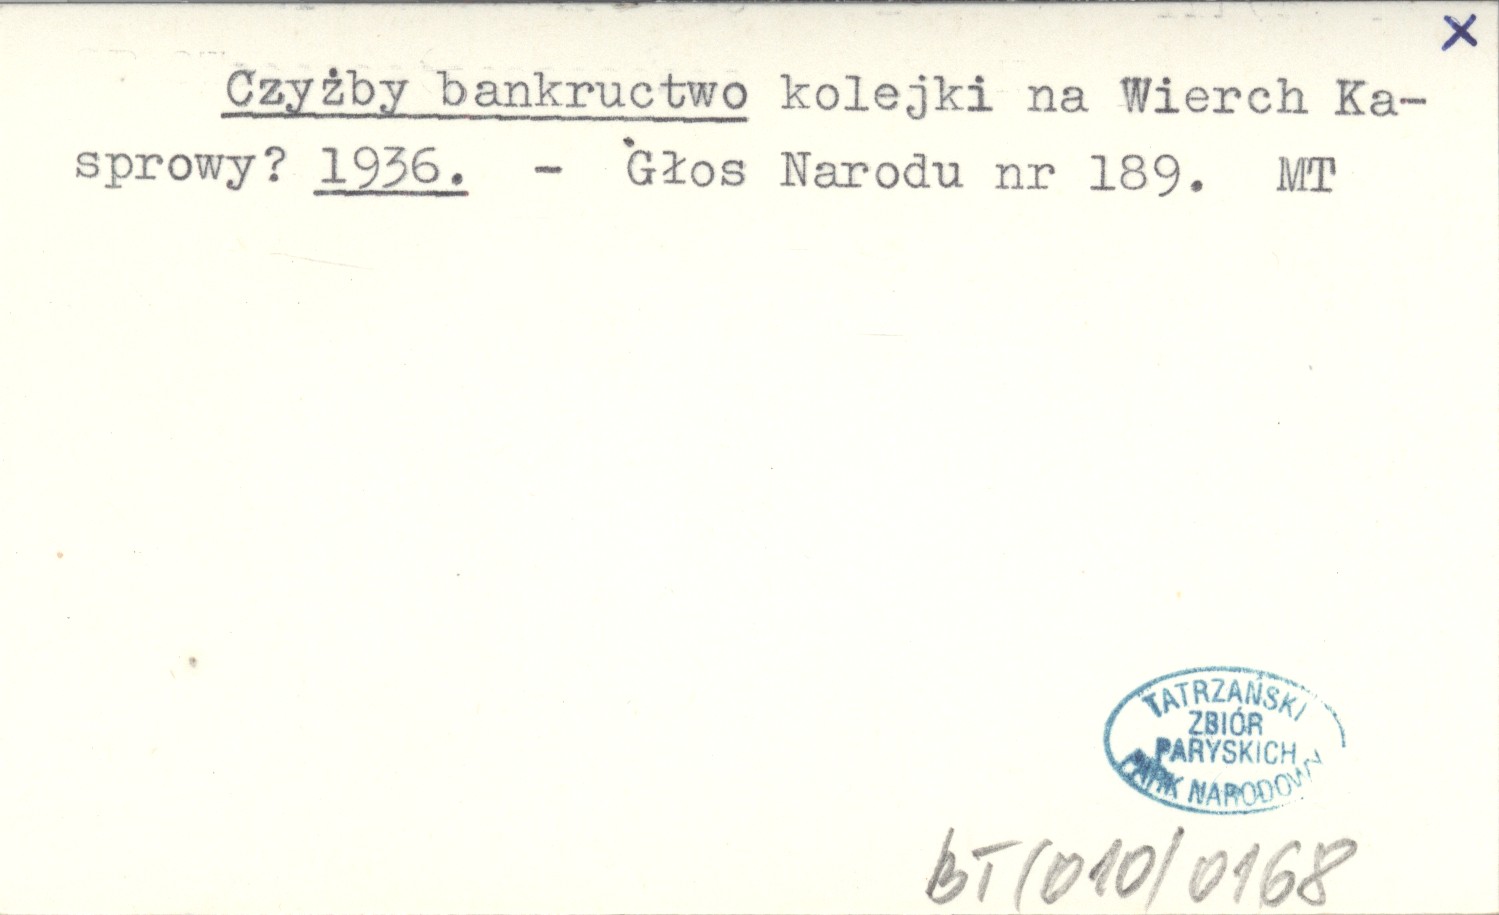 x
Czyżby bankructwo kolejki na Wierch Ka-
sprowy? 1936. - Głos Narodu nr 189. MT
TATRZAŃSKI
ZBIÓR
PARYSKICH
PARK NARODOWY
BT(010)0168